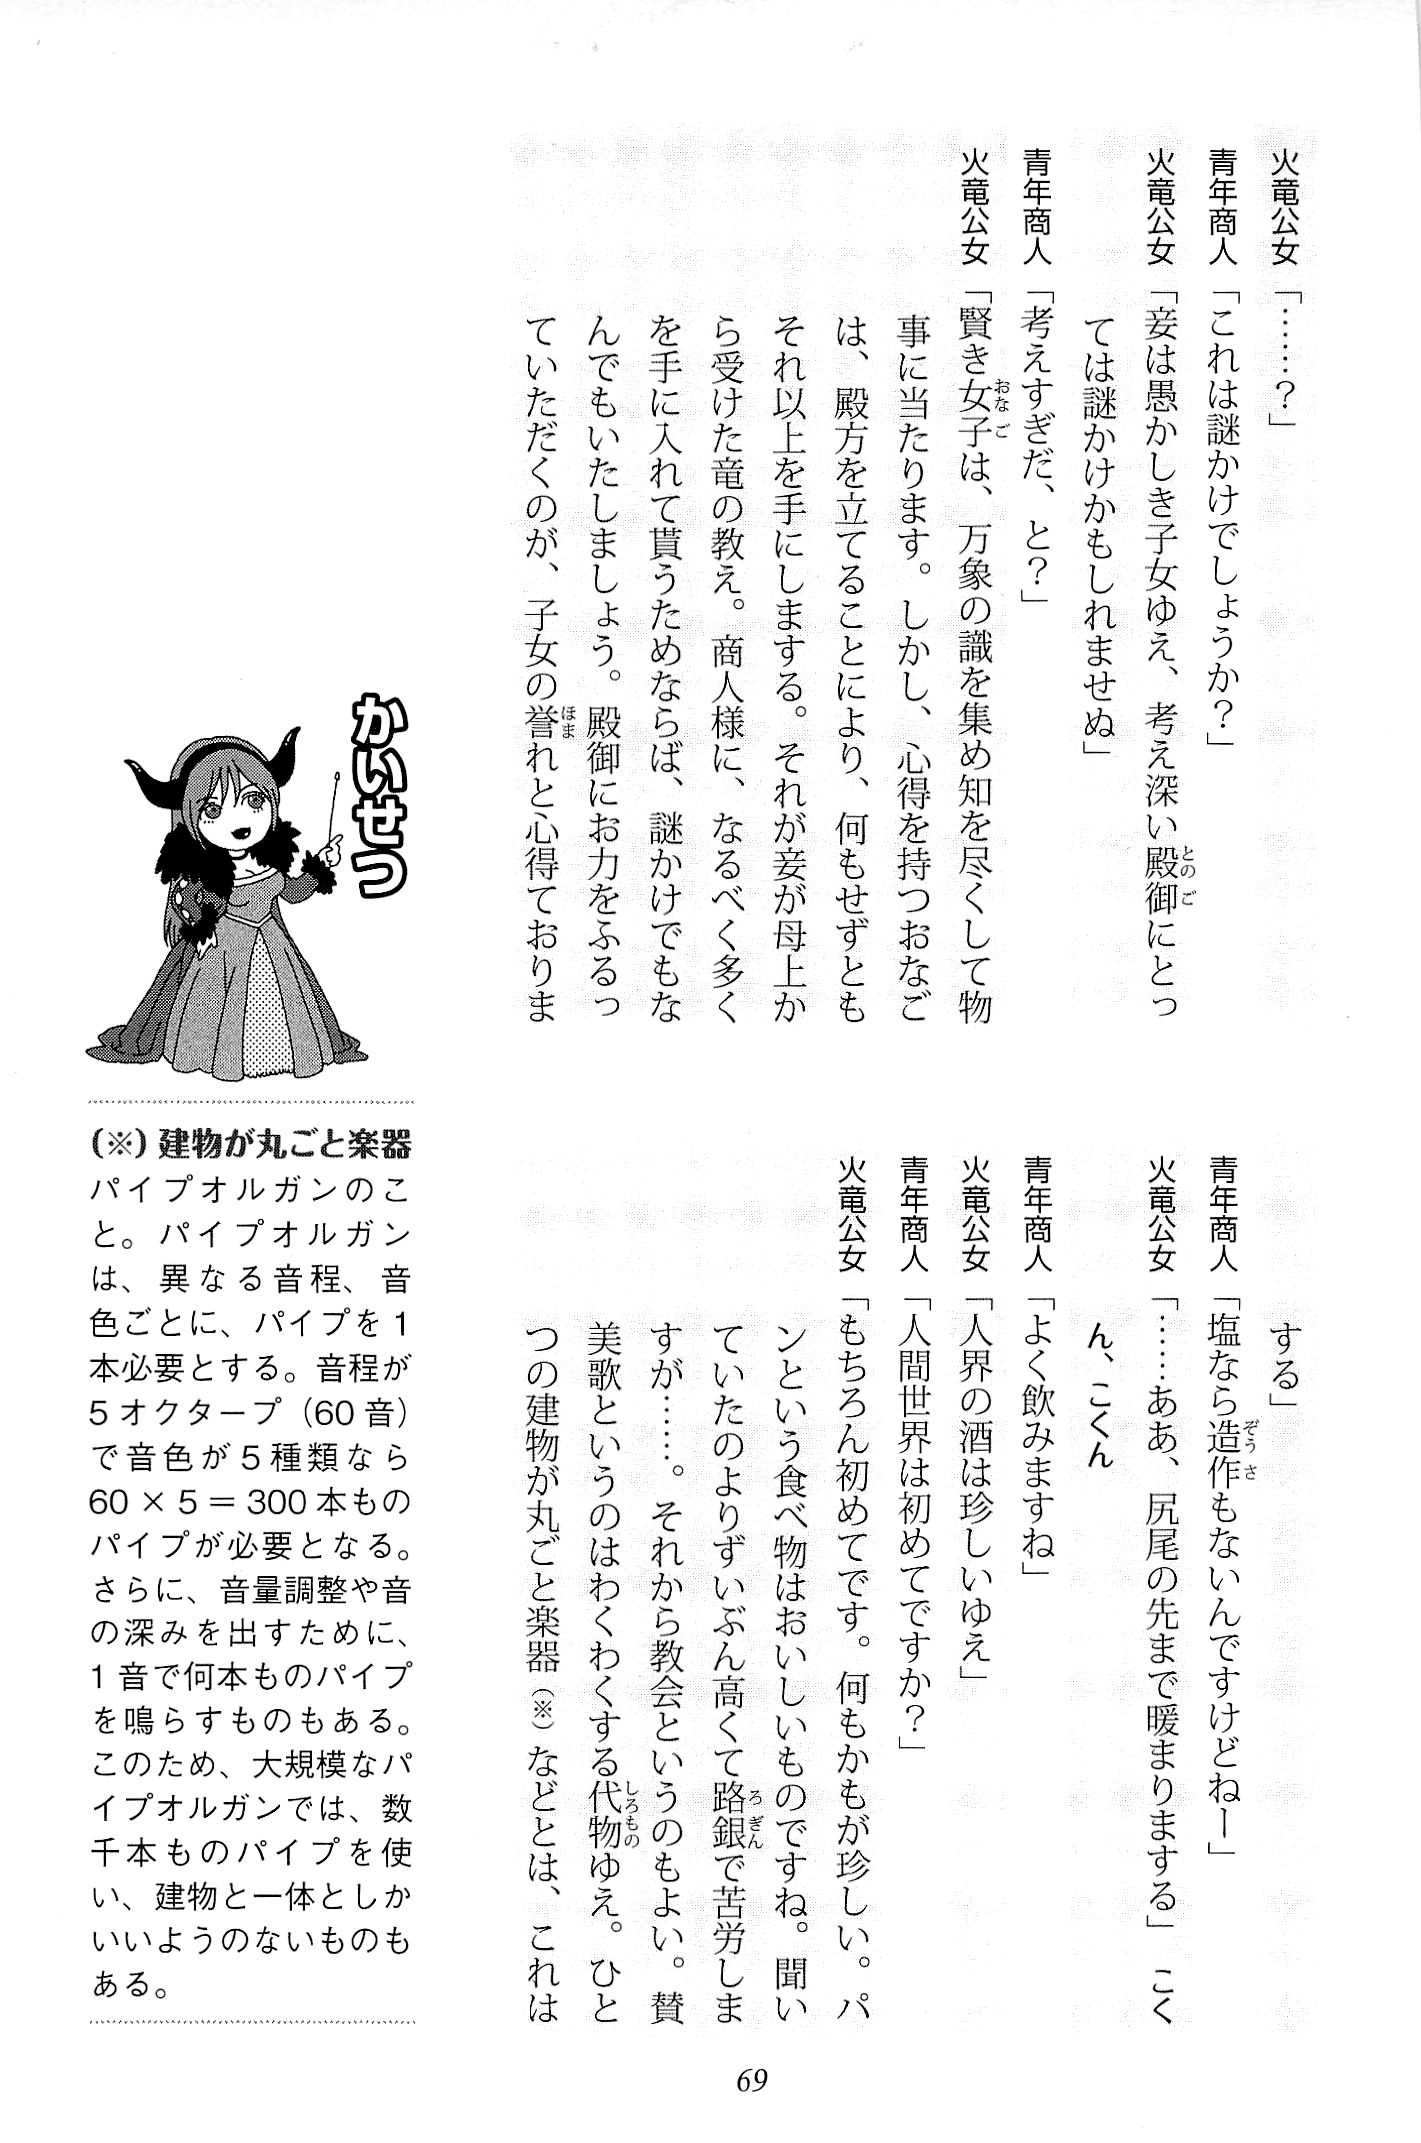 火竜公女「……？」
青年商人「これは謎かけでしょうか？」
火竜公女「妾は愚かしき子女ゆえ、考え深い殿御にとっ
ては謎かけかもしれませぬ」
青年商人「考えすぎだ、と？」
火竜公女「賢き女子は、万象の識を集め知を尽くして物
事に当たります。しかし、心得を持つおなご
は、殿方を立てることにより、何もせずとも
それ以上を手にしまする。それが妾が母上か
ら受けた竜の教え。商人様に、なるべく多く
を手に入れて貰うためならば、謎かけでもな
んでもいたしましょう。殿御にお力をふるっ
ていただくのが、子女の誉れと心得ておりま
とのご
おなご
ほま
する」
青年商人「塩なら造作もないんですけどねー」
火竜公女「……ああ、尻尾の先まで暖まりまする」 こく
ん、こくん
青年商人「よく飲みますね」
火竜公女「人界の酒は珍しいゆえ」
青年商人「人間世界は初めてですか？」
火竜公女「もちろん初めてです。何もかもが珍しい。パ
ンという食べ物はおいしいものですね。聞い
ていたのよりずいぶん高くて路銀で苦労しま
すが……。それから教会というのもよい。賛
美歌というのはわくわくする代物ゆえ。ひと
つの建物が丸ごと楽器（※）などとは、これは
ぞうさ
ろぎん
しろもの
かいせつ
（※）建物が丸ごと楽器
パイプオルガンのこ
と。パイプオルガン
は、異なる音程、音
色ごとに、パイプを1
本必要とする。音程が
5オクターブ（60音）
で音色が5種類なら
60×5＝300本もの
パイプが必要となる。
さらに、音量調整や音
の深みを出すために、
1音で何本ものパイプ
を鳴らすものもある。
このため、大規模なパ
イプオルガンでは、数
千本ものパイプを使
い、建物と一体としか
いいようのないものも
ある。
69